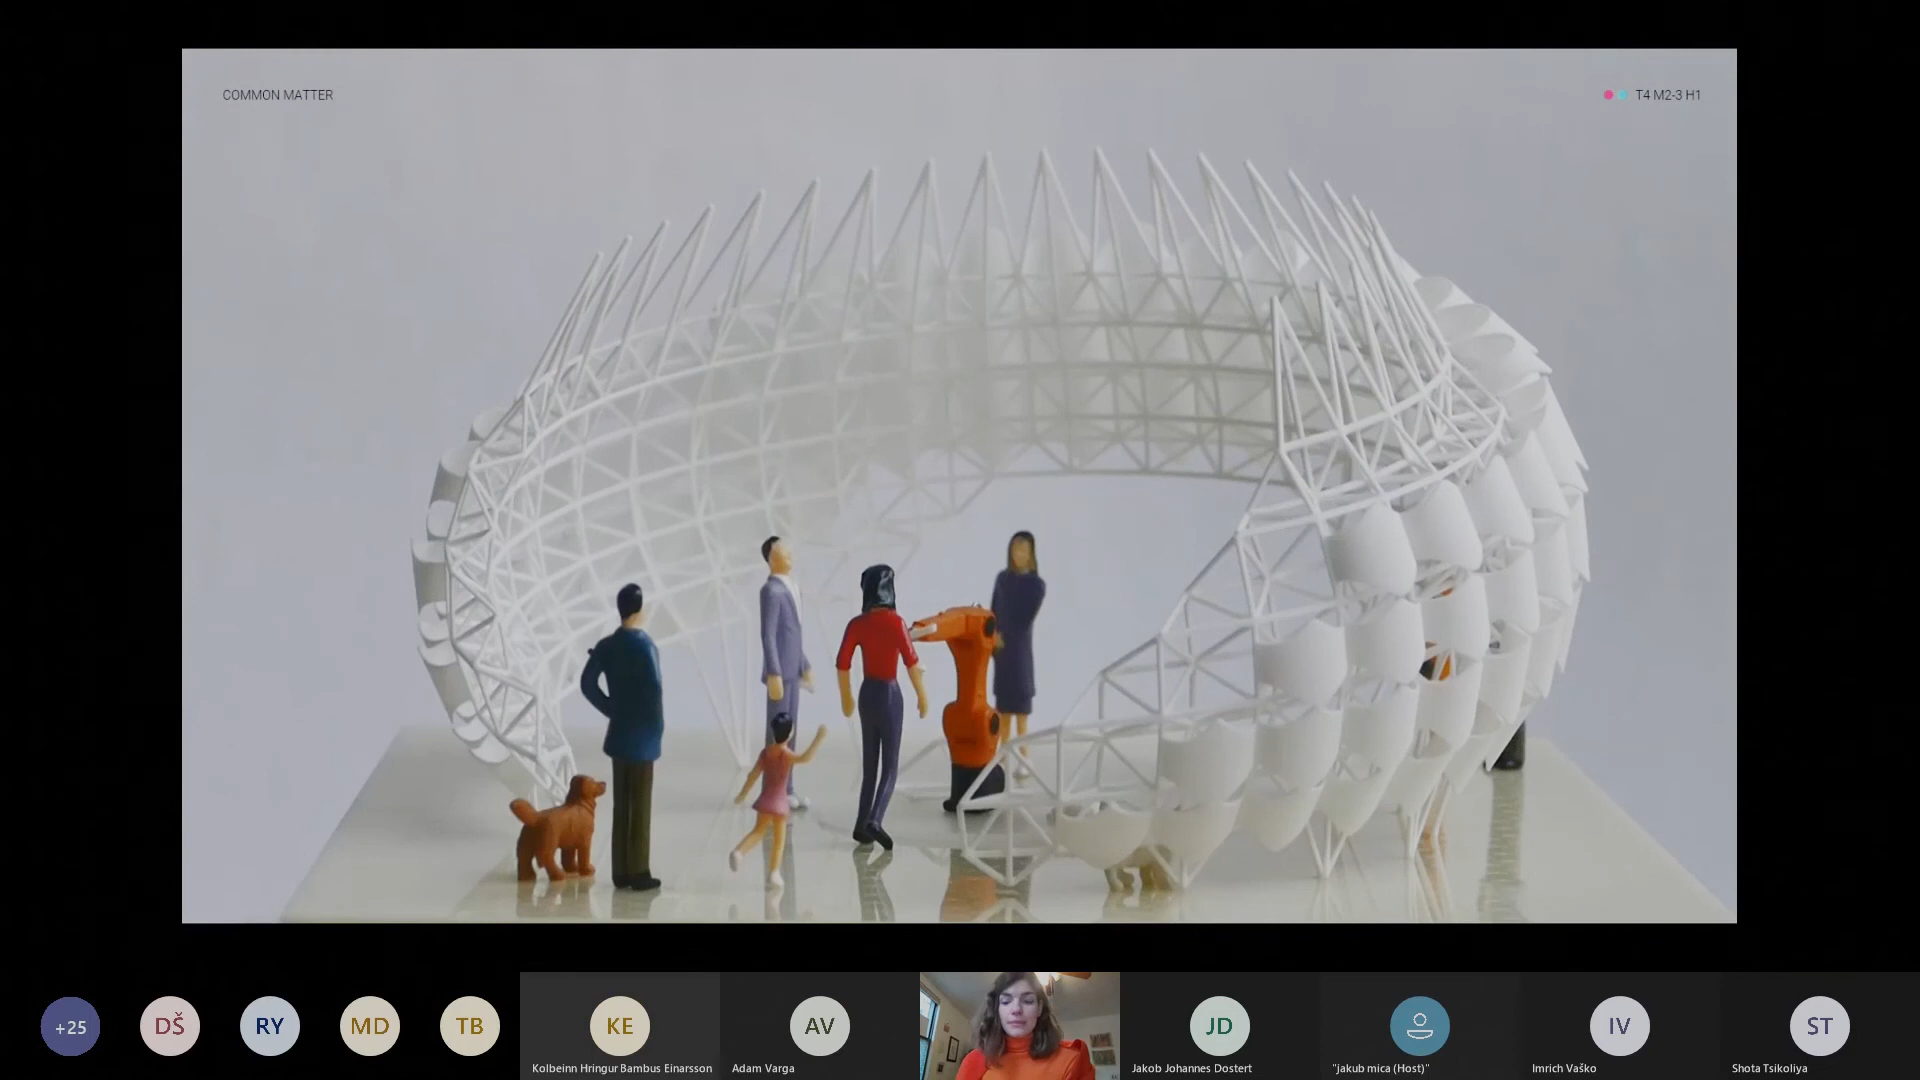 COMMON MATTER
T4 M2-3 H1
+25
DŠ
RY
MD
TB
KE
AV
JD
IV
ST
Kolbeinn Hringur Bambus Einarsson
Adam Varga
Jakob Johannes Dostert
"jakub mica (Host)"
Imrich Vaško
Shota Tsikoliya